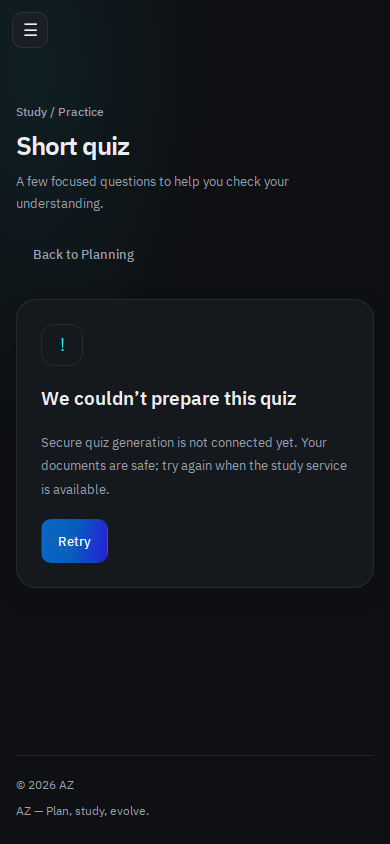 ☰
Study / Practice
Short quiz
A few focused questions to help you check your
understanding.
Back to Planning
!
We couldn’t prepare this quiz
Secure quiz generation is not connected yet. Your
documents are safe; try again when the study service
is available.
Retry
© 2026 AZ
AZ — Plan, study, evolve.